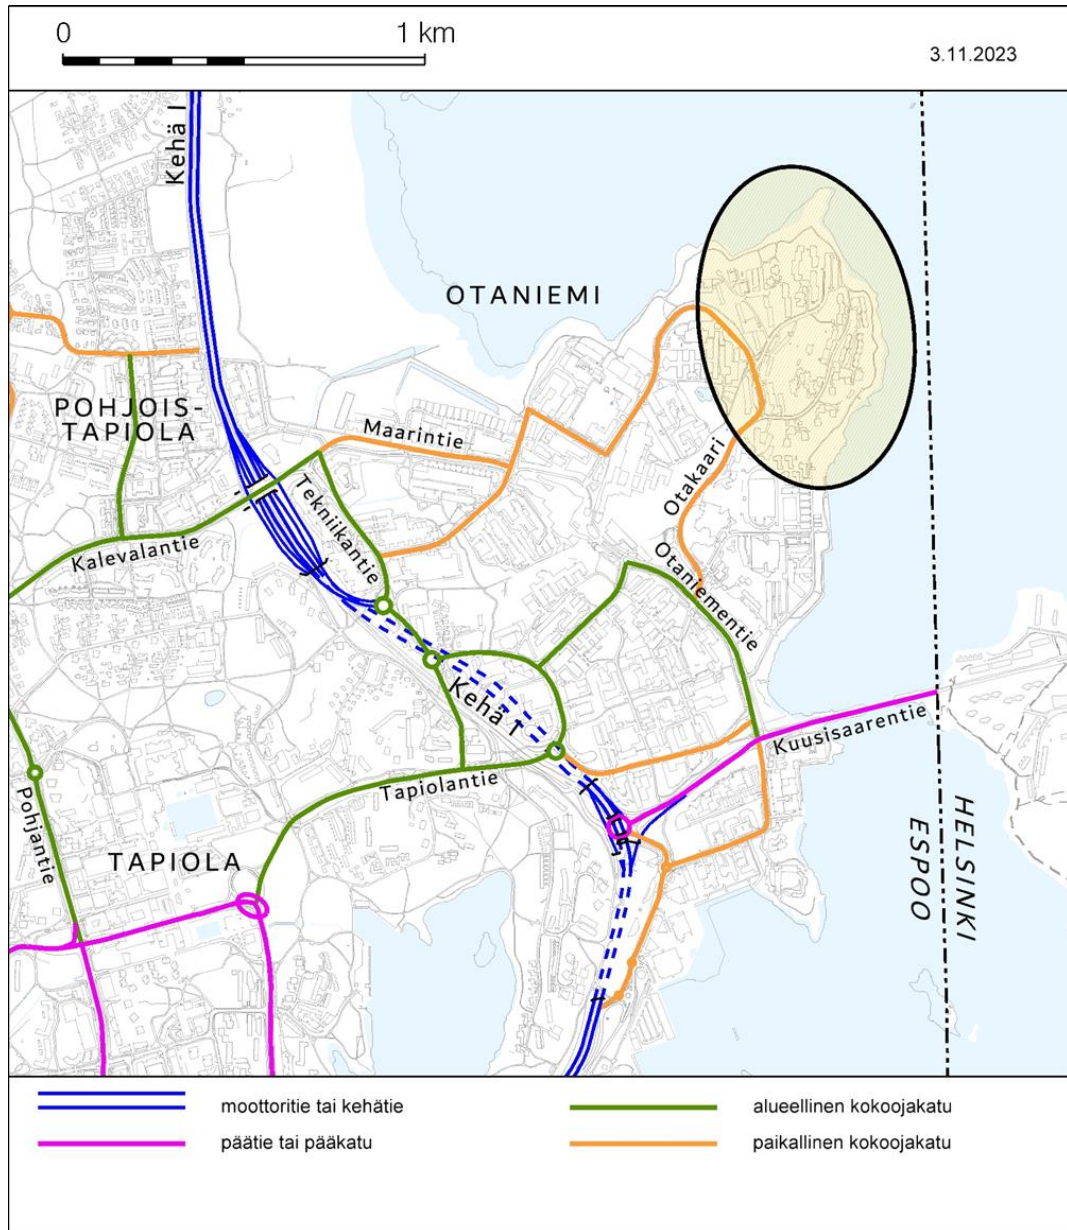 0 1 km
3.11.2023
Kehä I
OTANIEMI
POHJOIS-
TAPIOLA
Maarintie
Otakaari
Tekniikantie
Kalevalantie
Otaniementie
Kehä I
Kuusisaarentie
Tapiolantie
Pohjantie
TAPIOLA
HELSINKI
ESPOO
moottoritie tai kehätie
alueellinen kokoojakatu
päätie tai pääkatu
paikallinen kokoojakatu